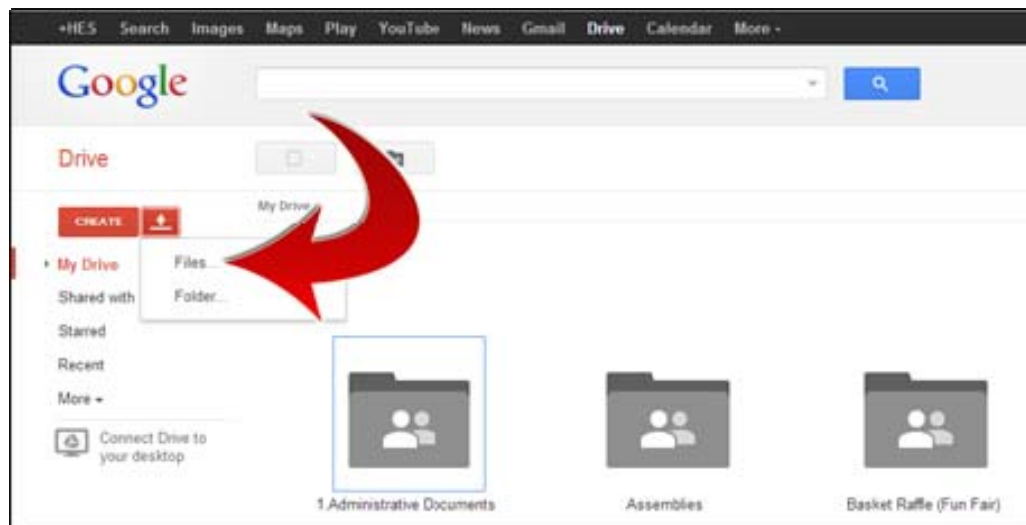 +HES Search Images Maps Play YouTube News Gmail Drive Calendar More
Google
Drive
CREATE
My Drive
My Drive
Files...
Shared with
Folder...
Starred
Recent
More
Connect Drive to
your desktop
1.Administrative Documents
Assemblies
Basket Raffle (Fun Fair)